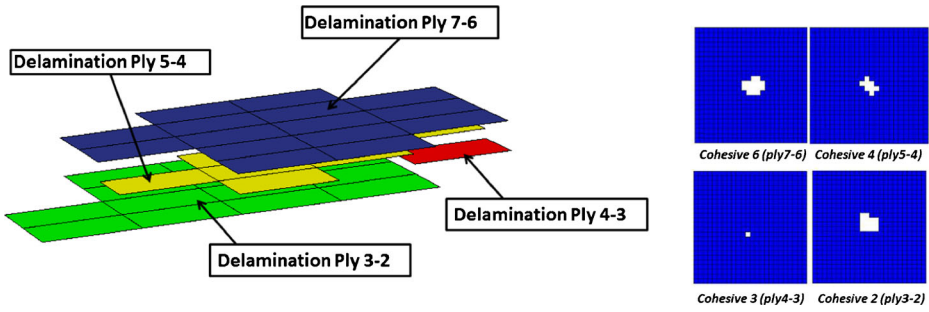 Delamination Ply 7-6
Delamination Ply 5-4
Delamination Ply 4-3
Delamination Ply 3-2
Cohesive 6 (ply7-6)
Cohesive 4 (ply5-4)
Cohesive 3 (ply4-3)
Cohesive 2 (ply3-2)